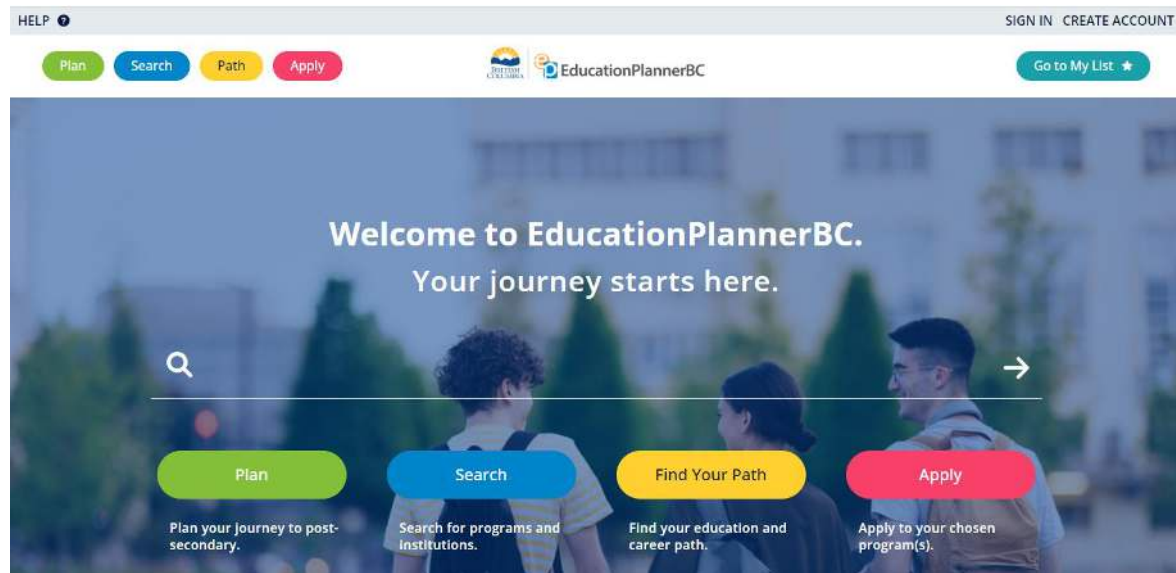 HELP ?
SIGN IN CREATE ACCOUNT
Plan Search Path Apply
EducationPlannerBC
Go to My List
Welcome to EducationPlannerBC.
Your journey starts here.
Plan
Search
Find Your Path
Apply
Plan your journey to post-
secondary.
Search for programs and
institutions.
Find your education and
career path.
Apply to your chosen
program(s).